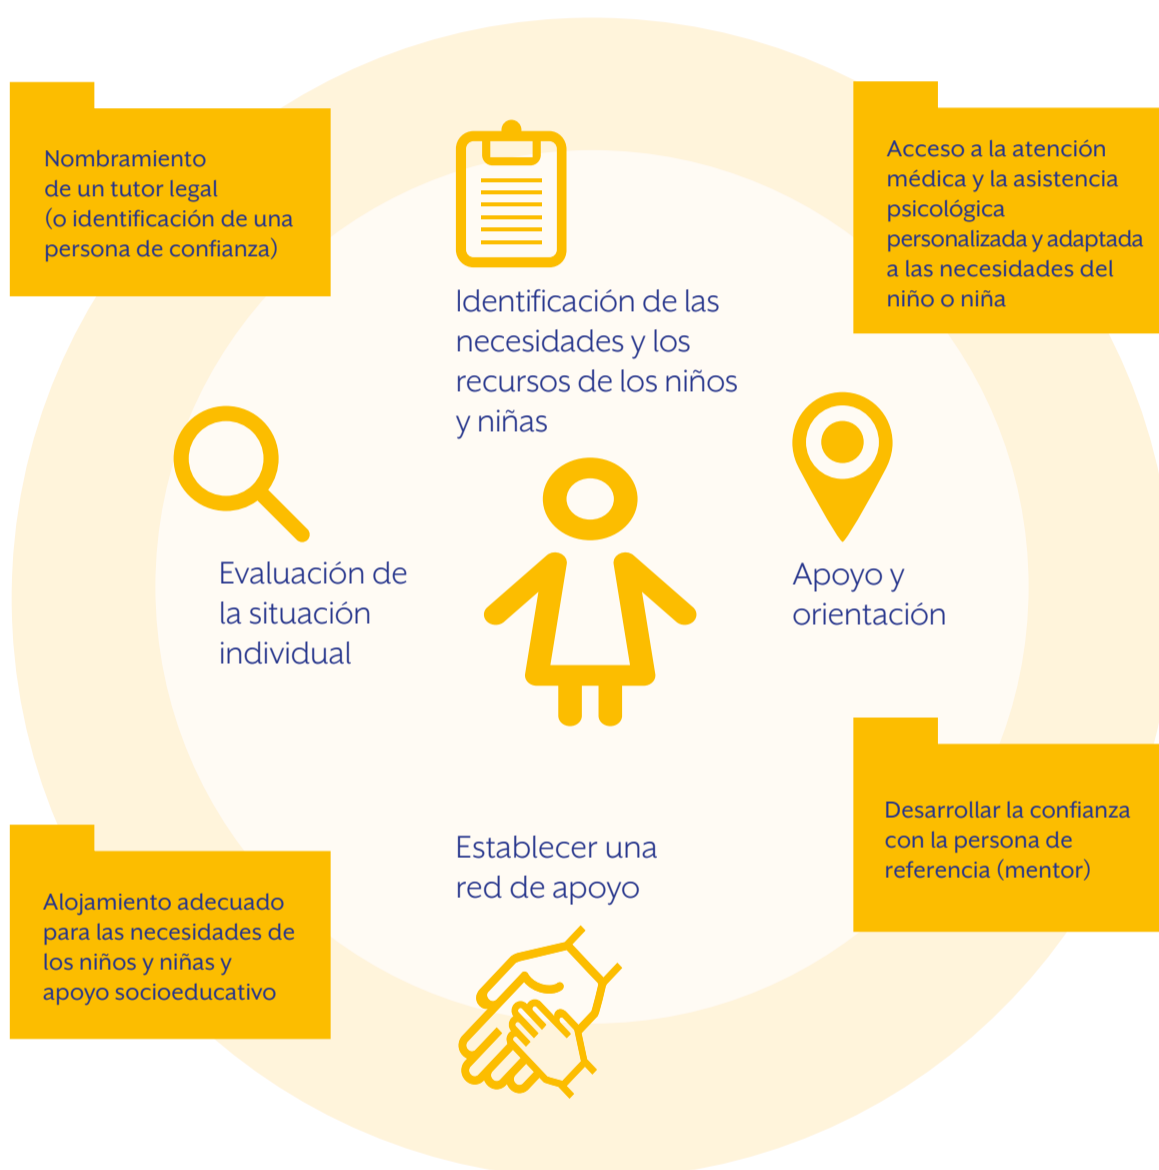 Nombramiento
de un tutor legal
(o identificación de una
persona de confianza)
Acceso a la atención
médica y la asistencia
psicológica
personalizada y adaptada
a las necesidades del
niño o niña
Identificación de las
necesidades y los
recursos de los niños
y niñas
Evaluación de
la situación
individual
Apoyo y
orientación
Establecer una
red de apoyo
Desarrollar la confianza
con la persona de
referencia (mentor)
Alojamiento adecuado
para las necesidades de
los niños y niñas y
apoyo socioeducativo